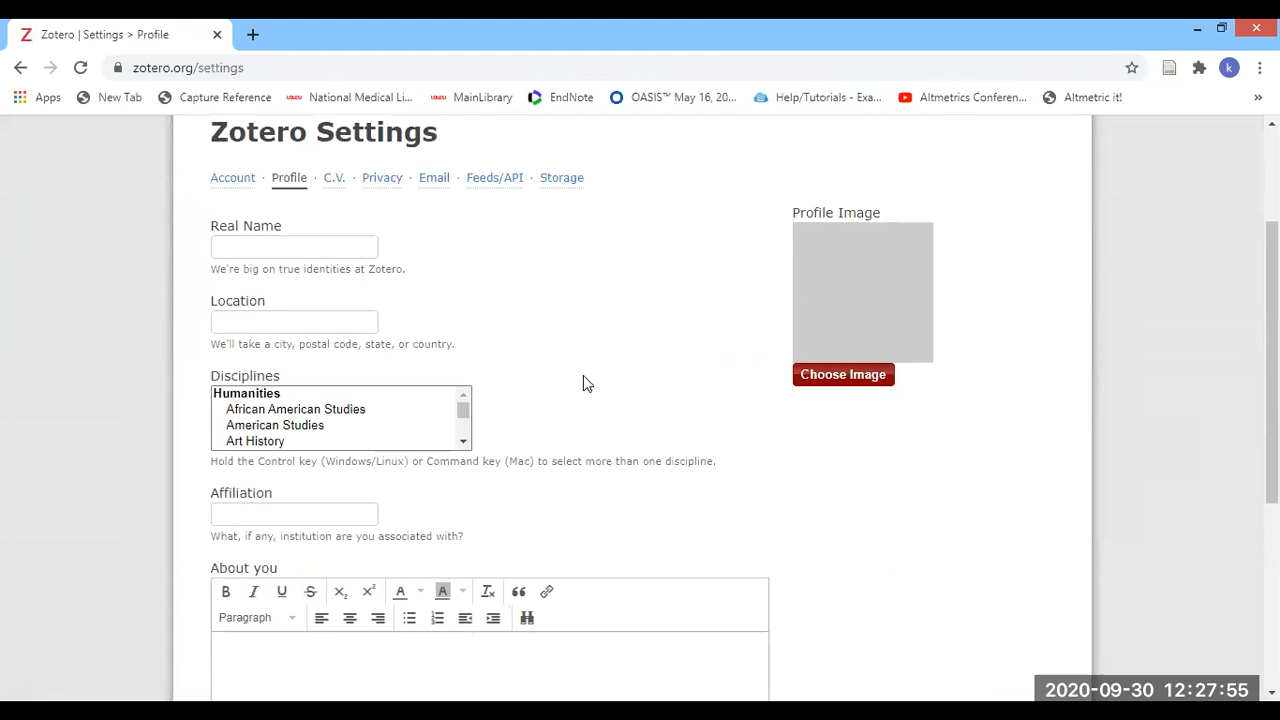 Z Zotero | Settings > Profile
zotero.org/settings
k
Apps New Tab Capture Reference National Medical Li... MainLibrary EndNote OASIS™ May 16, 20... Help/Tutorials - Exa... Altmetrics Conferen... Altmetric it! »
Zotero Settings
Account · Profile · C.V. · Privacy · Email · Feeds/API · Storage
Profile Image
Real Name
We're big on true identities at Zotero.
Location
We'll take a city, postal code, state, or country.
Choose Image
Disciplines
Humanities
African American Studies
American Studies
Art History
Hold the Control key (Windows/Linux) or Command key (Mac) to select more than one discipline.
Affiliation
What, if any, institution are you associated with?
About you
B I U S X₂ X² A A Tx
Paragraph
2020-09-30 12:27:55